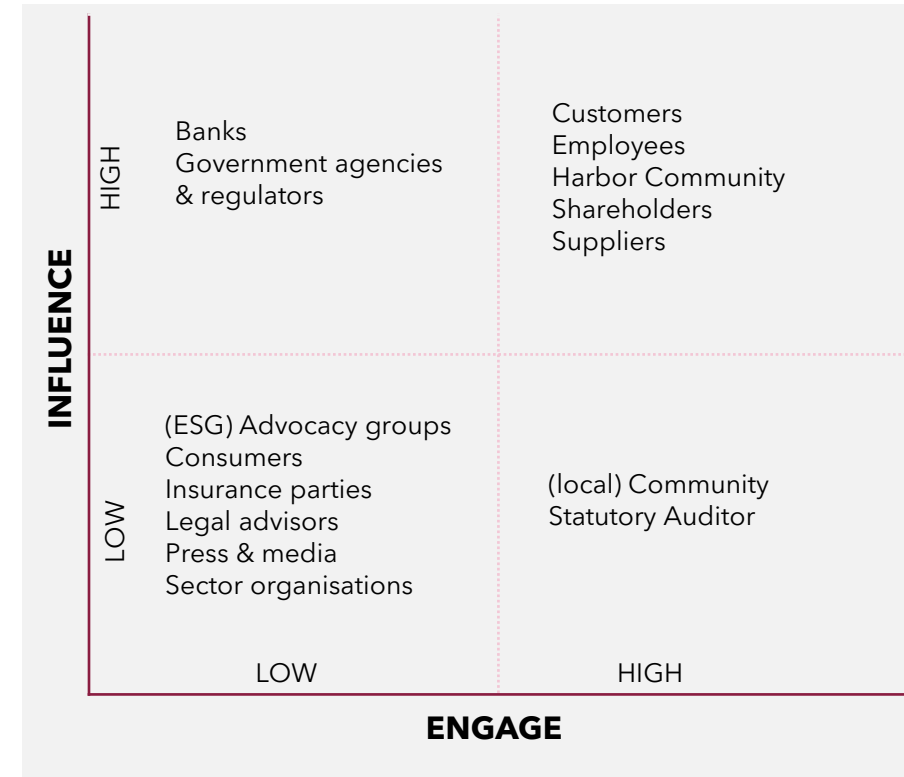 INFLUENCE
HIGH
Banks
Government agencies
& regulators
Customers
Employees
Harbor Community
Shareholders
Suppliers
LOW
(ESG) Advocacy groups
Consumers
Insurance parties
Legal advisors
Press & media
Sector organisations
(local) Community
Statutory Auditor
LOW
HIGH
ENGAGE